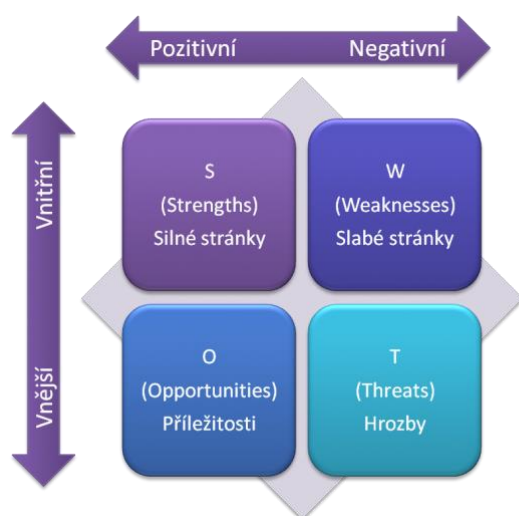 Pozitivní Negativní
Vnitřní
S
(Strengths)
Silné stránky
W
(Weaknesses)
Slabé stránky
Vnější
O
(Opportunities)
Příležitosti
T
(Threats)
Hrozby